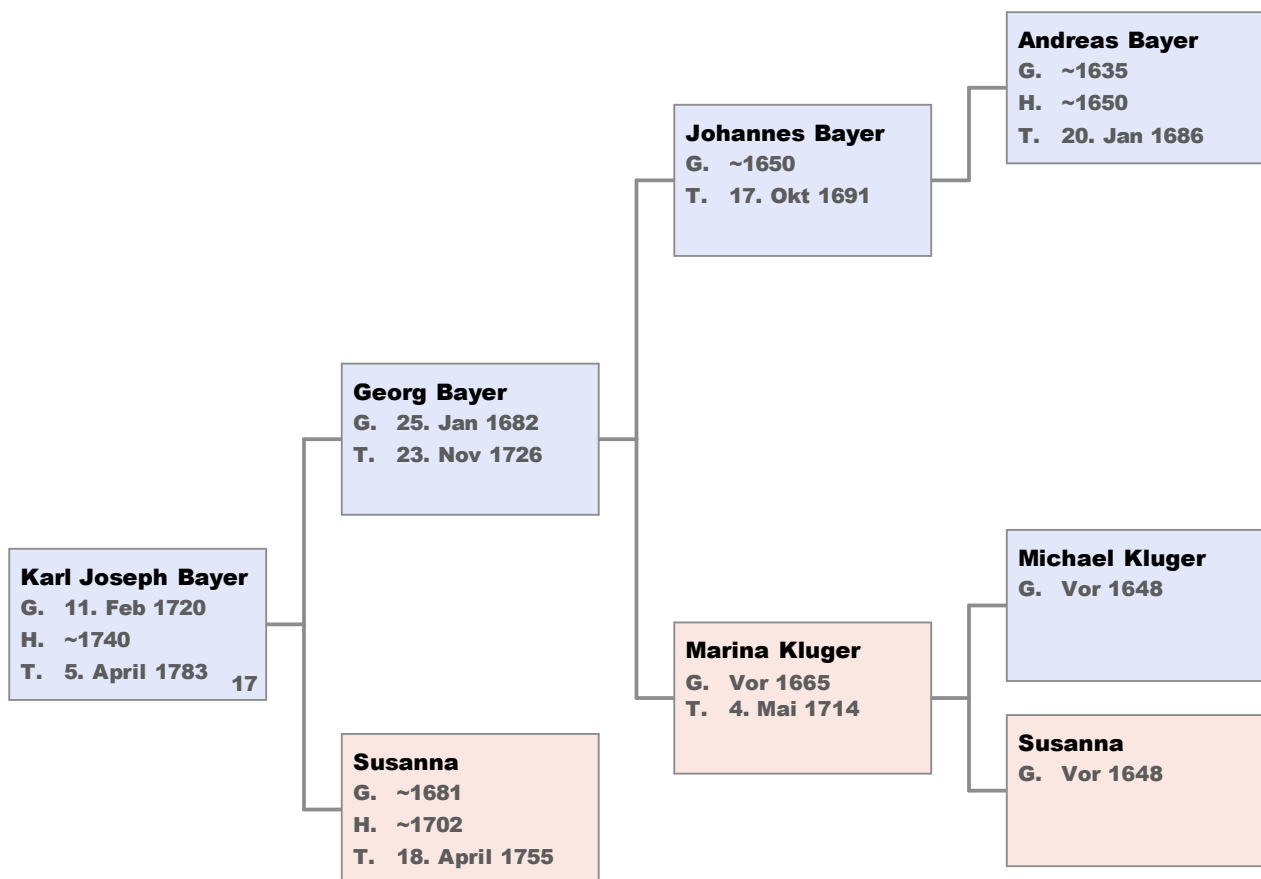 Andreas Bayer
G. ~1635
H. ~1650
T. 20. Jan 1686
Johannes Bayer
G. ~1650
T. 17. Okt 1691
Georg Bayer
G. 25. Jan 1682
T. 23. Nov 1726
Karl Joseph Bayer
G. 11. Feb 1720
H. ~1740
T. 5. April 1783
17
Michael Kluger
G. Vor 1648
Marina Kluger
G. Vor 1665
T. 4. Mai 1714
Susanna
G. Vor 1648
Susanna
G. ~1681
H. ~1702
T. 18. April 1755